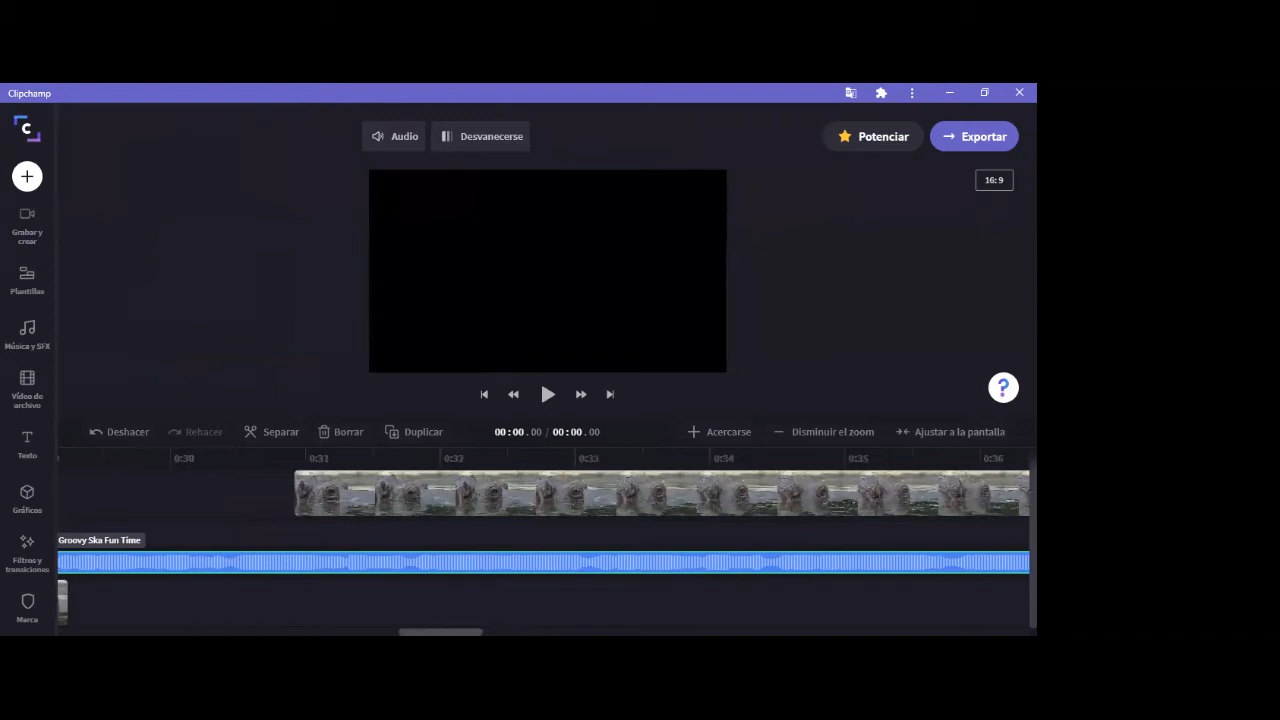 Clipchamp
Audio
Desvanecerse
Potenciar
Exportar
16:9
Grabar y
crear
Plantillas
Música y SFX
Vídeo de
archivo
Texto
Gráficos
Filtros y
transiciones
Marca
?
Deshacer
Rehacer
Separar
Borrar
Duplicar
00:00.00 / 00:00.00
Acercarse
Disminuir el zoom
Ajustar a la pantalla
0:30
0:31
0:32
0:33
0:34
0:35
0:36
Groovy Ska Fun Time